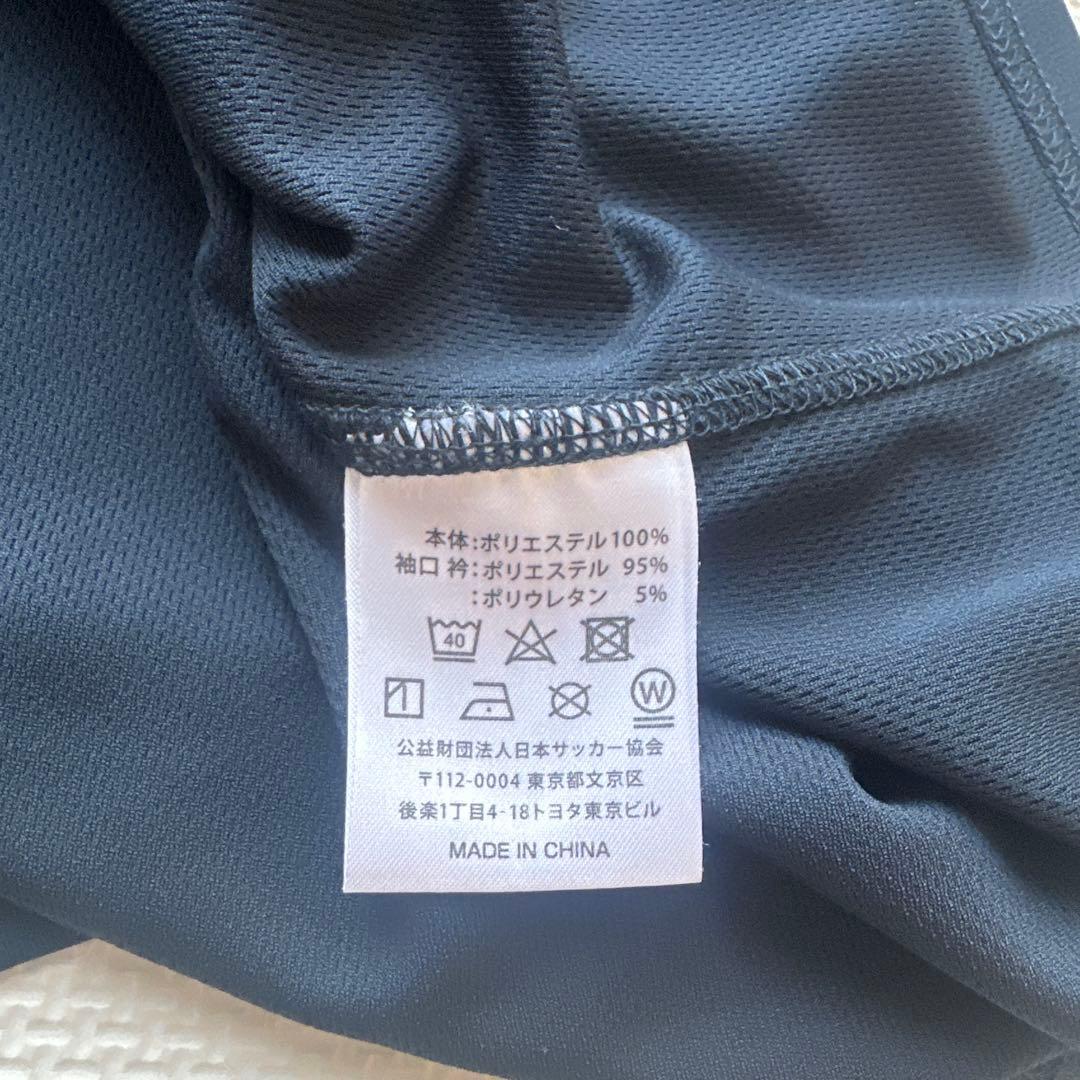 本体:ポリエステル100%
袖口 衿:ポリエステル 95%
:ポリウレタン 5%
40
W
公益財団法人日本サッカー協会
〒112-0004 東京都文京区
後楽1丁目4-18トヨタ東京ビル
MADE IN CHINA